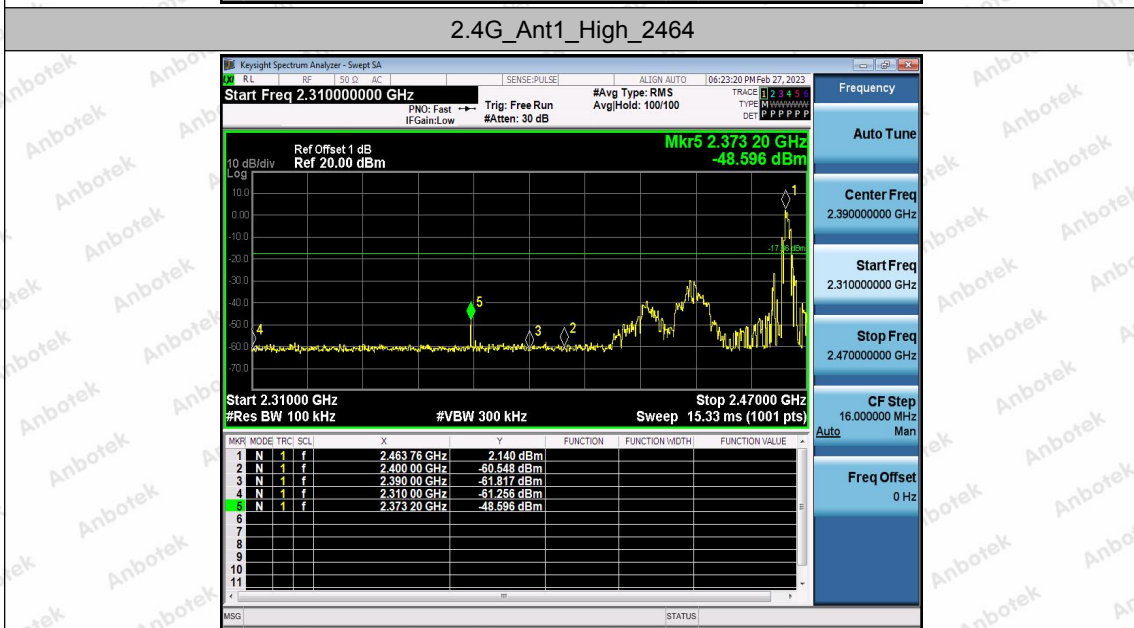 2.4G_Ant1_High_2464
Keysight Spectrum Analyzer - Swept SA
LXI RL RF 50 Ω AC SENSE:PULSE ALIGN AUTO 06:23:20 PM Feb 27, 2023
Start Freq 2.310000000 GHz
PNO: Fast
IFGain:Low
Trig: Free Run
#Atten: 30 dB
#Avg Type: RMS
Avg|Hold: 100/100
TRACE 1 2 3 4 5 6
TYPE M WWWWW
DET P P P P P P
Ref Offset 1 dB
10 dB/div Ref 20.00 dBm
Log
Mkr5 2.373 20 GHz
-48.596 dBm
10.0
0.00
-10.0
-20.0
-30.0
-40.0
-50.0
-60.0
-70.0
1
5
4
3
2
Start 2.31000 GHz Stop 2.47000 GHz
#Res BW 100 kHz #VBW 300 kHz Sweep 15.33 ms (1001 pts)
MKR MODE TRC SCL X Y FUNCTION FUNCTION WIDTH FUNCTION VALUE
1 N 1 f 2.463 76 GHz 2.140 dBm
2 N 1 f 2.400 00 GHz -60.548 dBm
3 N 1 f 2.390 00 GHz -61.817 dBm
4 N 1 f 2.310 00 GHz -61.256 dBm
5 N 1 f 2.373 20 GHz -48.596 dBm
6
7
8
9
10
11
MSG STATUS
Frequency
Auto Tune
Center Freq
2.390000000 GHz
Start Freq
2.310000000 GHz
Stop Freq
2.470000000 GHz
CF Step
16.000000 MHz
Auto Man
Freq Offset
0 Hz
Anbotek